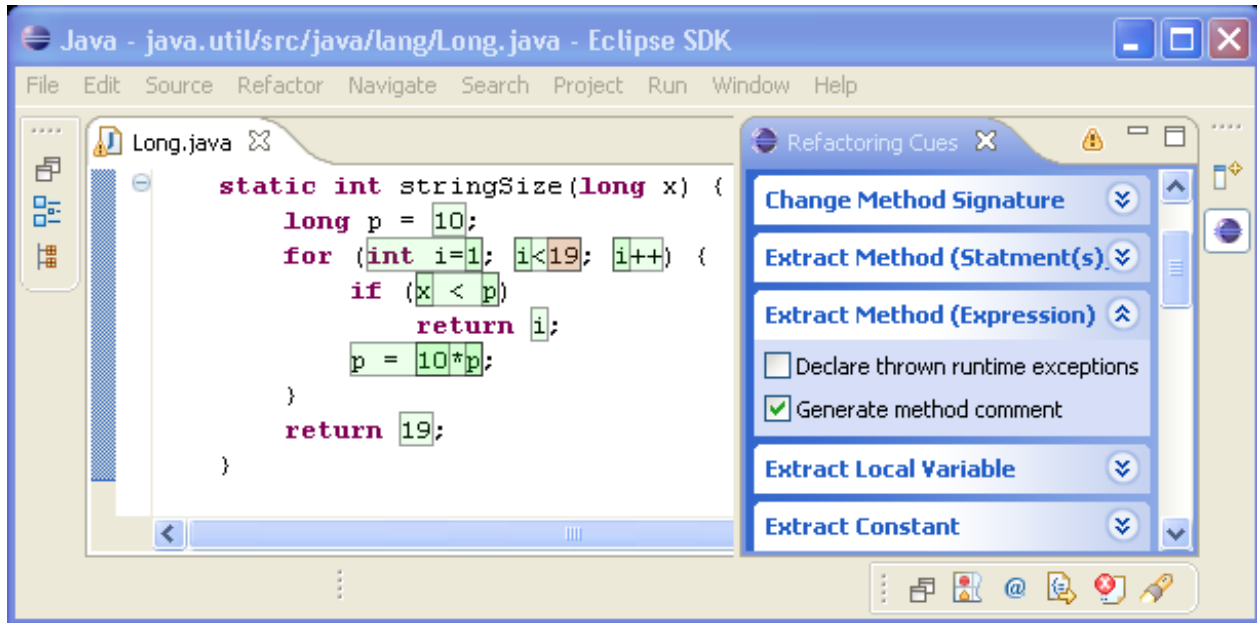 Java - java.util/src/java/lang/Long.java - Eclipse SDK
File Edit Source Refactor Navigate Search Project Run Window Help
Long.java
static int stringSize(long x) {
long p = 10;
for (int i=1; i<19; i++) {
if (x < p)
return i;
p = 10*p;
}
return 19;
}
Refactoring Cues
Change Method Signature
Extract Method (Statment(s)
Extract Method (Expression)
Declare thrown runtime exceptions
Generate method comment
Extract Local Variable
Extract Constant
@